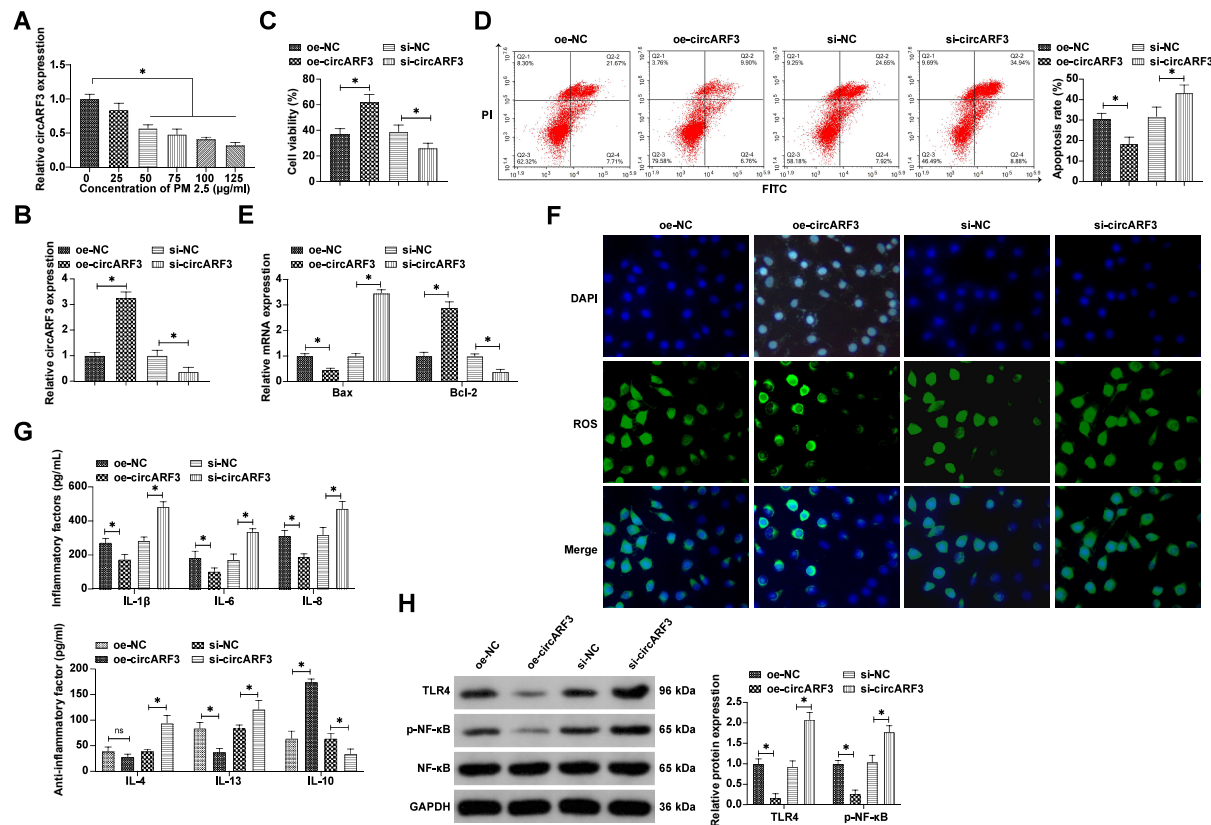 A
Relative circARF3 expression
1.5
1.0
0.5
0
*
0 25 50 75 100 125
Concentration of PM 2.5 (μg/ml)
B
oe-NC si-NC
oe-circARF3 si-circARF3
Relative circARF3 expression
4
3
2
1
0
* *
C
oe-NC
oe-circARF3
si-NC
si-circARF3
Cell viability (%)
100
80
60
40
20
0
* *
D
oe-NC oe-circARF3 si-NC si-circARF3
Q2-1 Q2-2
8.30% 21.67%
Q2-3 Q2-4
62.32% 7.71%
Q2-1 Q2-2
3.76% 9.90%
Q2-3 Q2-4
79.58% 6.76%
Q2-1 Q2-2
9.25% 24.65%
Q2-3 Q2-4
58.18% 7.92%
Q2-1 Q2-2
9.69% 34.94%
Q2-3 Q2-4
46.49% 8.88%
PI
FITC
oe-NC
oe-circARF3
si-NC
si-circARF3
Apoptosis rate (%)
50
40
30
20
10
0
* *
E
oe-NC si-NC
oe-circARF3 si-circARF3
Relative mRNA expression
4
3
2
1
0
* * * *
Bax Bcl-2
F
oe-NC oe-circARF3 si-NC si-circARF3
DAPI
ROS
Merge
G
oe-NC si-NC
oe-circARF3 si-circARF3
Inflammatory factors (pg/mL)
600
400
200
0
* * * * * *
IL-1β IL-6 IL-8
oe-NC si-NC
oe-circARF3 si-circARF3
Anti-inflammatory factor (pg/ml)
200
150
100
50
0
ns * * * * *
IL-4 IL-13 IL-10
H
oe-NC oe-circARF3 si-NC si-circARF3
TLR4 96 kDa
p-NF-κB 65 kDa
NF-κB 65 kDa
GAPDH 36 kDa
oe-NC si-NC
oe-circARF3 si-circARF3
Relative protein expression
2.5
2.0
1.5
1.0
0.5
0.0
* * * *
TLR4 p-NF-κB